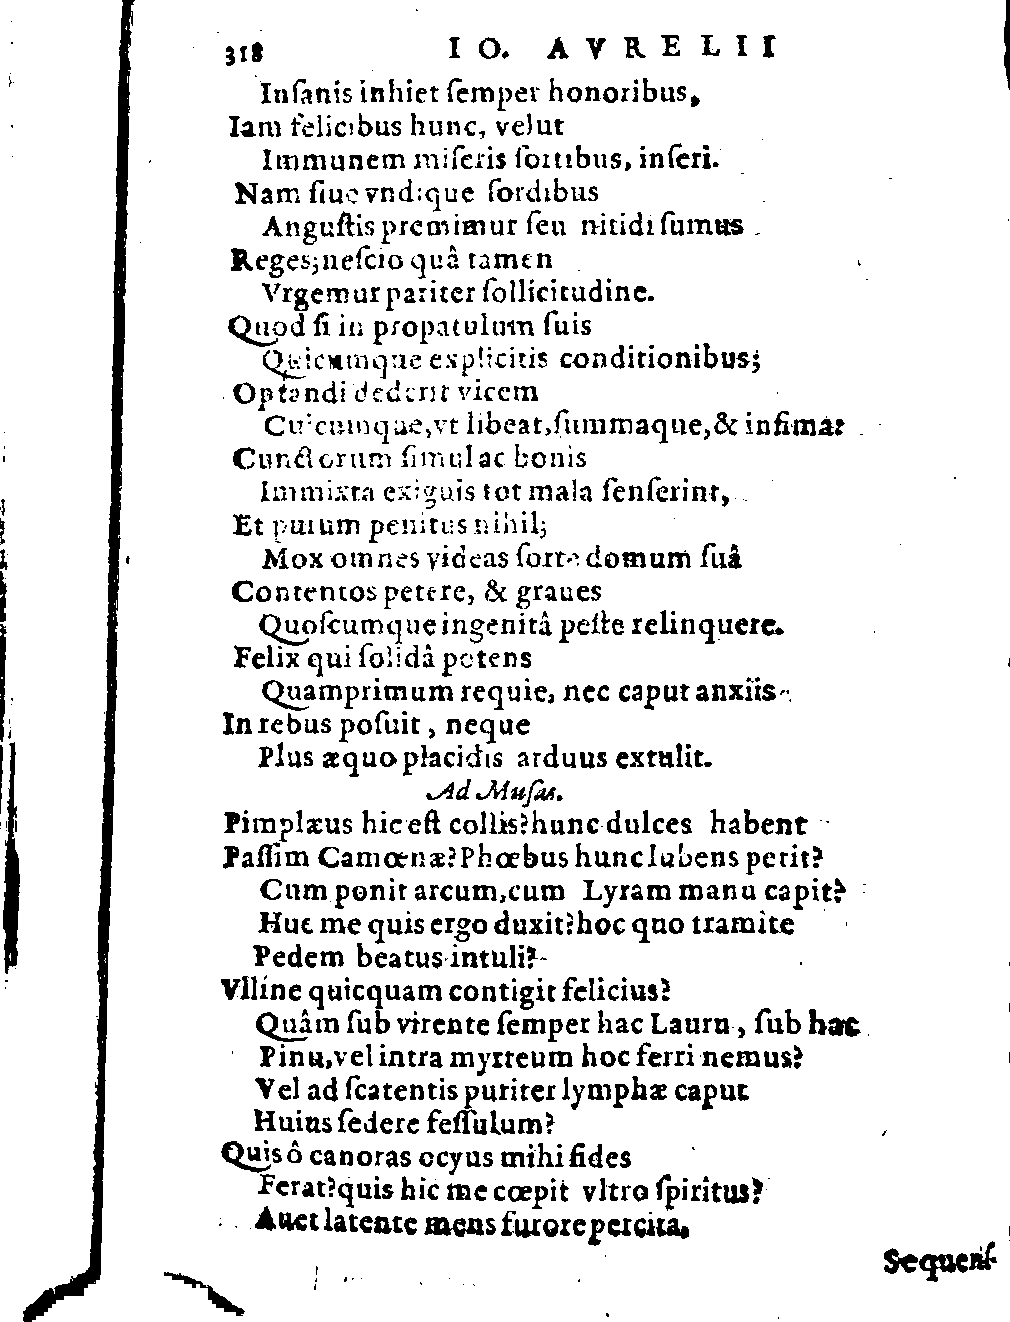 318 IO. AVRELII
Inſanis inhiet ſemper honoribus,
Iam felicibus hunc, velut
Immunem miſeris ſortibus, inſeri.
Nam ſiue vndique ſordibus
Anguſtis premimur ſeu nitidi ſumus
Reges; neſcio quâ tamen
Vrgemur pariter ſollicitudine.
Quod ſi in propatulum ſuis
Quicumque explicitis conditionibus;
Optandi dederit vicem
Cuicumque, vt libeat, ſummaque, & infima:
Cunctorum ſimul ac bonis
Immixta exiguis tot mala ſenſerint,
Et purum penitus nihil;
Mox omnes videas ſorte domum ſuâ
Contentos petere, & graues
Quoſcumque ingenitâ peſte relinquere.
Felix qui ſolidâ potens
Quamprimum requie, nec caput anxiis
In rebus poſuit, neque
Plus æquo placidis arduus extulit.
Ad Muſas.
Pimplæus hic eſt collis? hunc dulces habent
Paſſim Camœnæ? Phœbus hunc lubens petit?
Cum ponit arcum, cum Lyram manu capit?
Huc me quis ergo duxit? hoc quo tramite
Pedem beatus intuli?
Vlline quicquam contigit felicius?
Quâm ſub virente ſemper hac Lauru, ſub hac
Pinu, vel intra myrteum hoc ferri nemus?
Vel ad ſcatentis puriter lymphæ caput
Huius ſedere feſſulum?
Quis ô canoras ocyus mihi fides
Ferat? quis hic me cœpit vltro ſpiritus?
Auet latente mens furore percita,
Sequenſ-